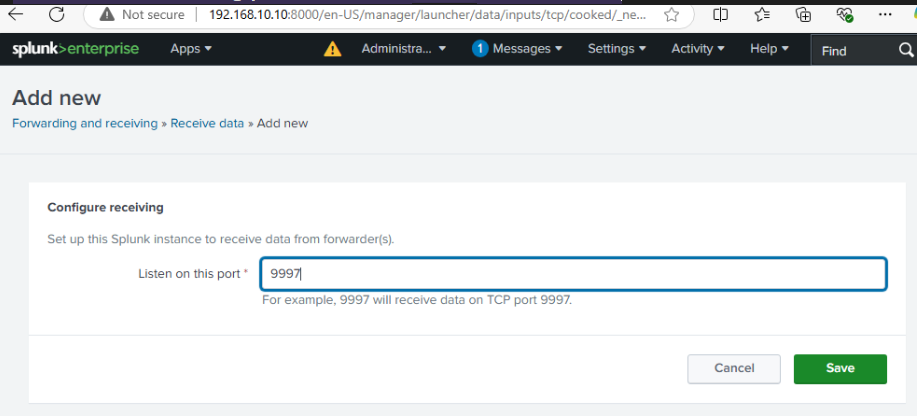 Not secure 192.168.10.10:8000/en-US/manager/launcher/data/inputs/tcp/cooked/_ne...
splunk>enterprise Apps Administra... 1 Messages Settings Activity Help Find
Add new
Forwarding and receiving » Receive data » Add new
Configure receiving
Set up this Splunk instance to receive data from forwarder(s).
Listen on this port * 9997
For example, 9997 will receive data on TCP port 9997.
Cancel Save